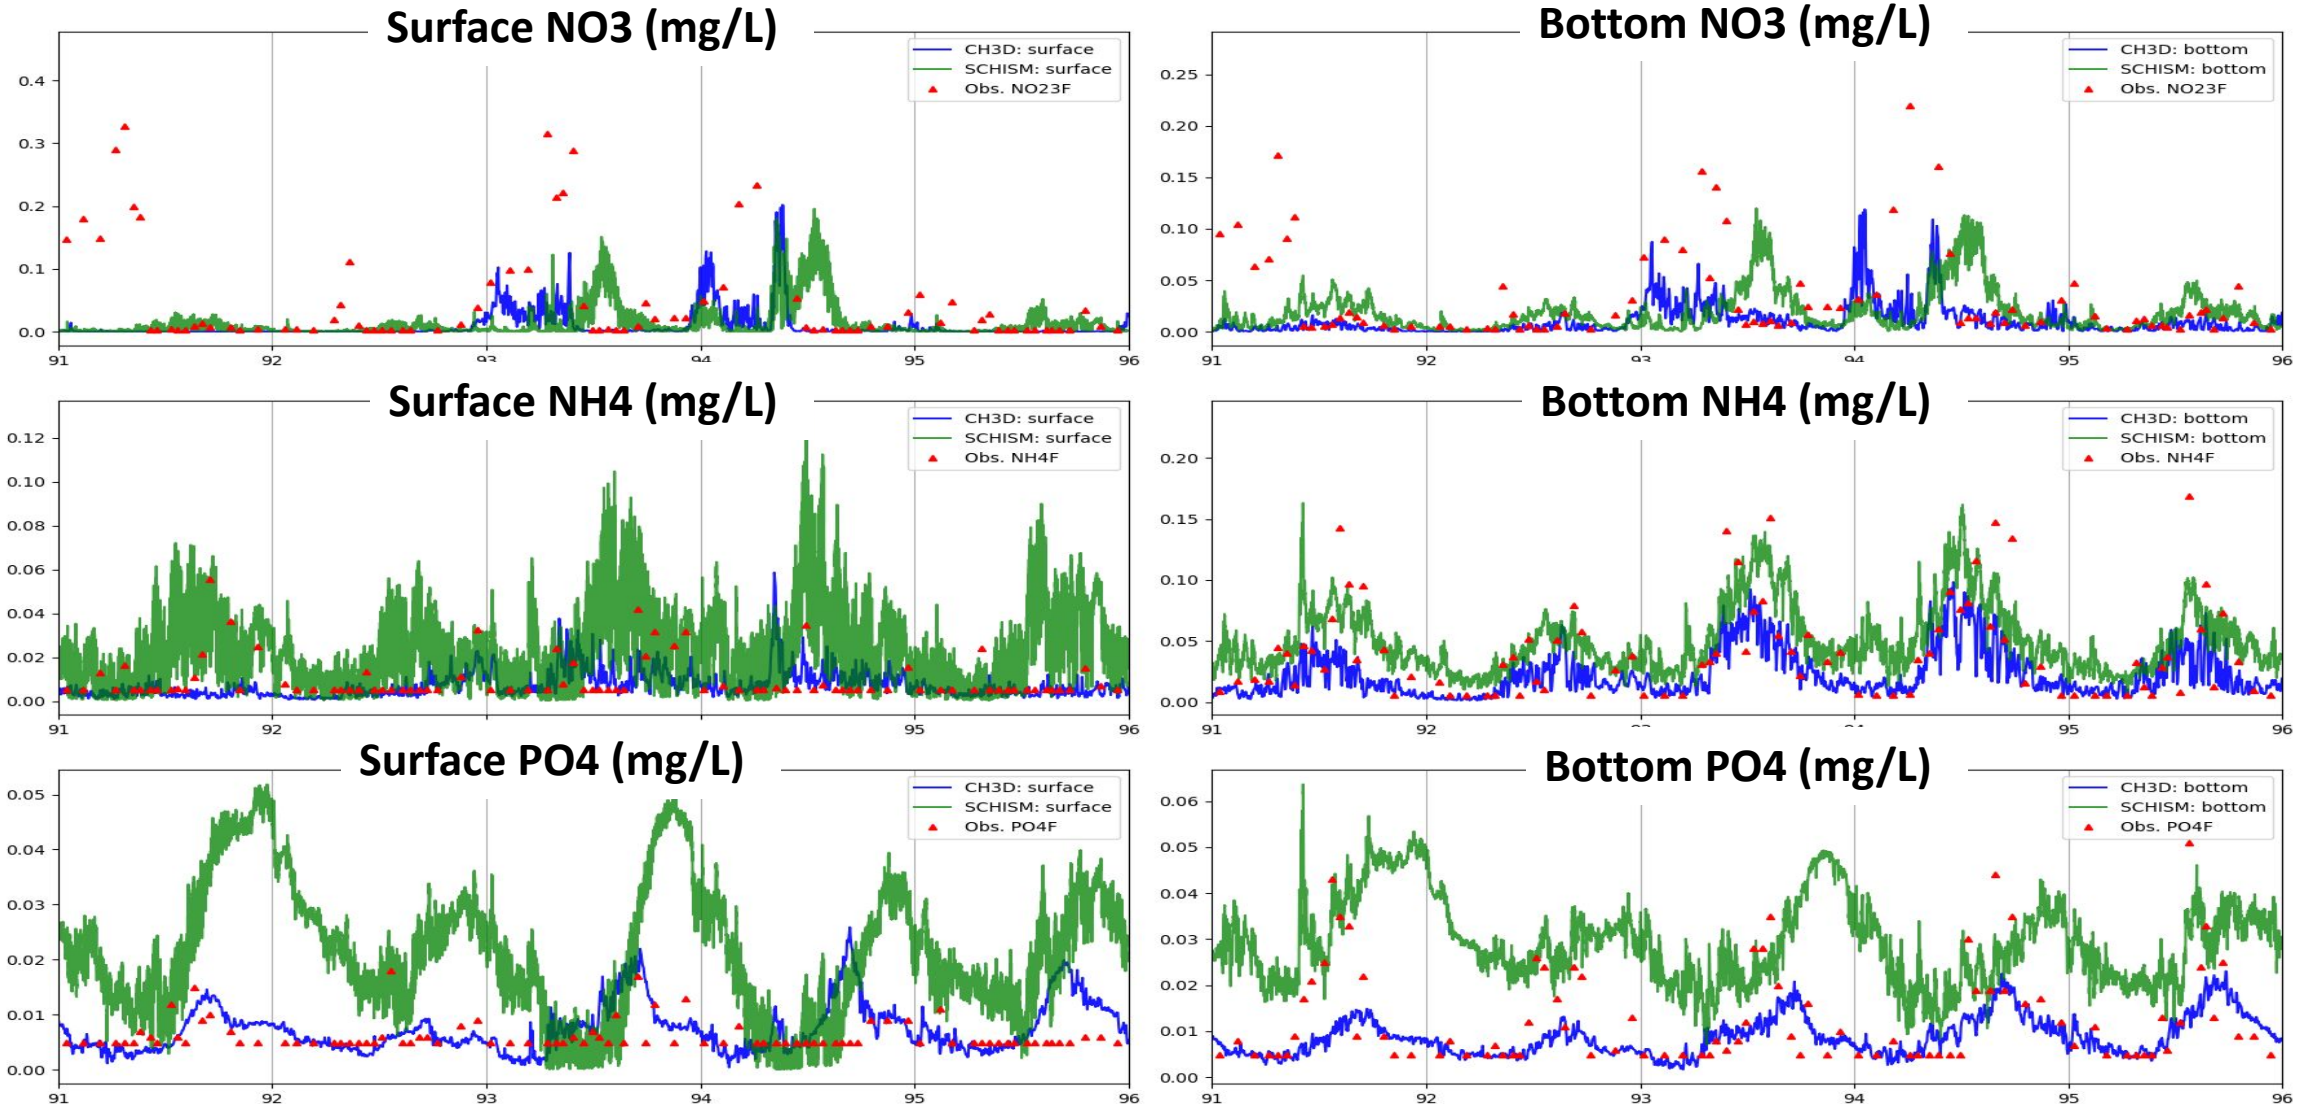 Surface NO3 (mg/L)
CH3D: surface
SCHISM: surface
Obs. NO23F
0.4
0.3
0.2
0.1
0.0
91
92
93
94
95
96
Bottom NO3 (mg/L)
CH3D: bottom
SCHISM: bottom
Obs. NO23F
0.25
0.20
0.15
0.10
0.05
0.00
91
92
93
94
95
96
Surface NH4 (mg/L)
CH3D: surface
SCHISM: surface
Obs. NH4F
0.12
0.10
0.08
0.06
0.04
0.02
0.00
91
92
93
94
95
96
Bottom NH4 (mg/L)
CH3D: bottom
SCHISM: bottom
Obs. NH4F
0.20
0.15
0.10
0.05
0.00
91
92
95
96
Surface PO4 (mg/L)
CH3D: surface
SCHISM: surface
Obs. PO4F
0.05
0.04
0.03
0.02
0.01
0.00
91
92
93
94
95
96
Bottom PO4 (mg/L)
CH3D: bottom
SCHISM: bottom
Obs. PO4F
0.06
0.05
0.04
0.03
0.02
0.01
0.00
91
92
93
94
95
96